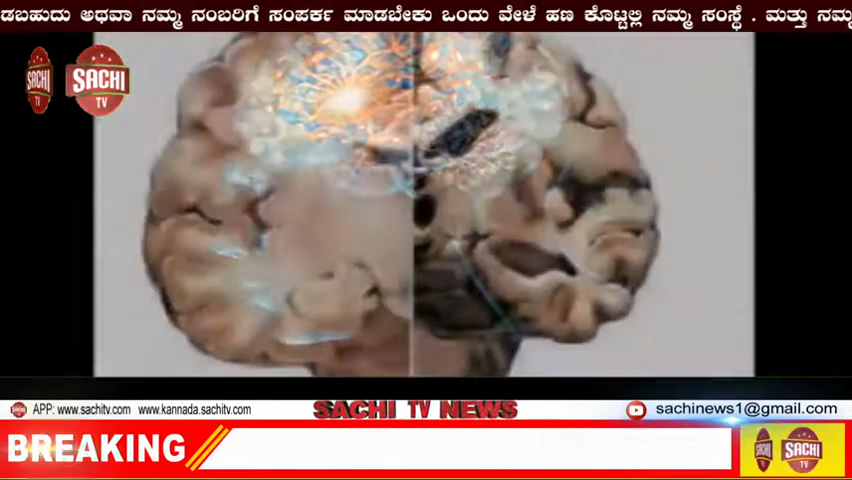 ಡಬಹುದು ಅಥವಾ ನಮ್ಮ ನಂಬರಿಗೆ ಸಂಪರ್ಕ ಮಾಡಬೇಕು ಒಂದು ವೇಳೆ ಹಣ ಕೊಟ್ಟಲ್ಲಿ ನಮ್ಮ ಸಂಸ್ಥೆ . ಮತ್ತು ನಮ್ಮ
SACHI SACHI
TV TV
APP: www.sachitv.com www.kannada.sachitv.com SACHI TV NEWS sachinews1@gmail.com
BREAKING
SACHI SACHI
TV